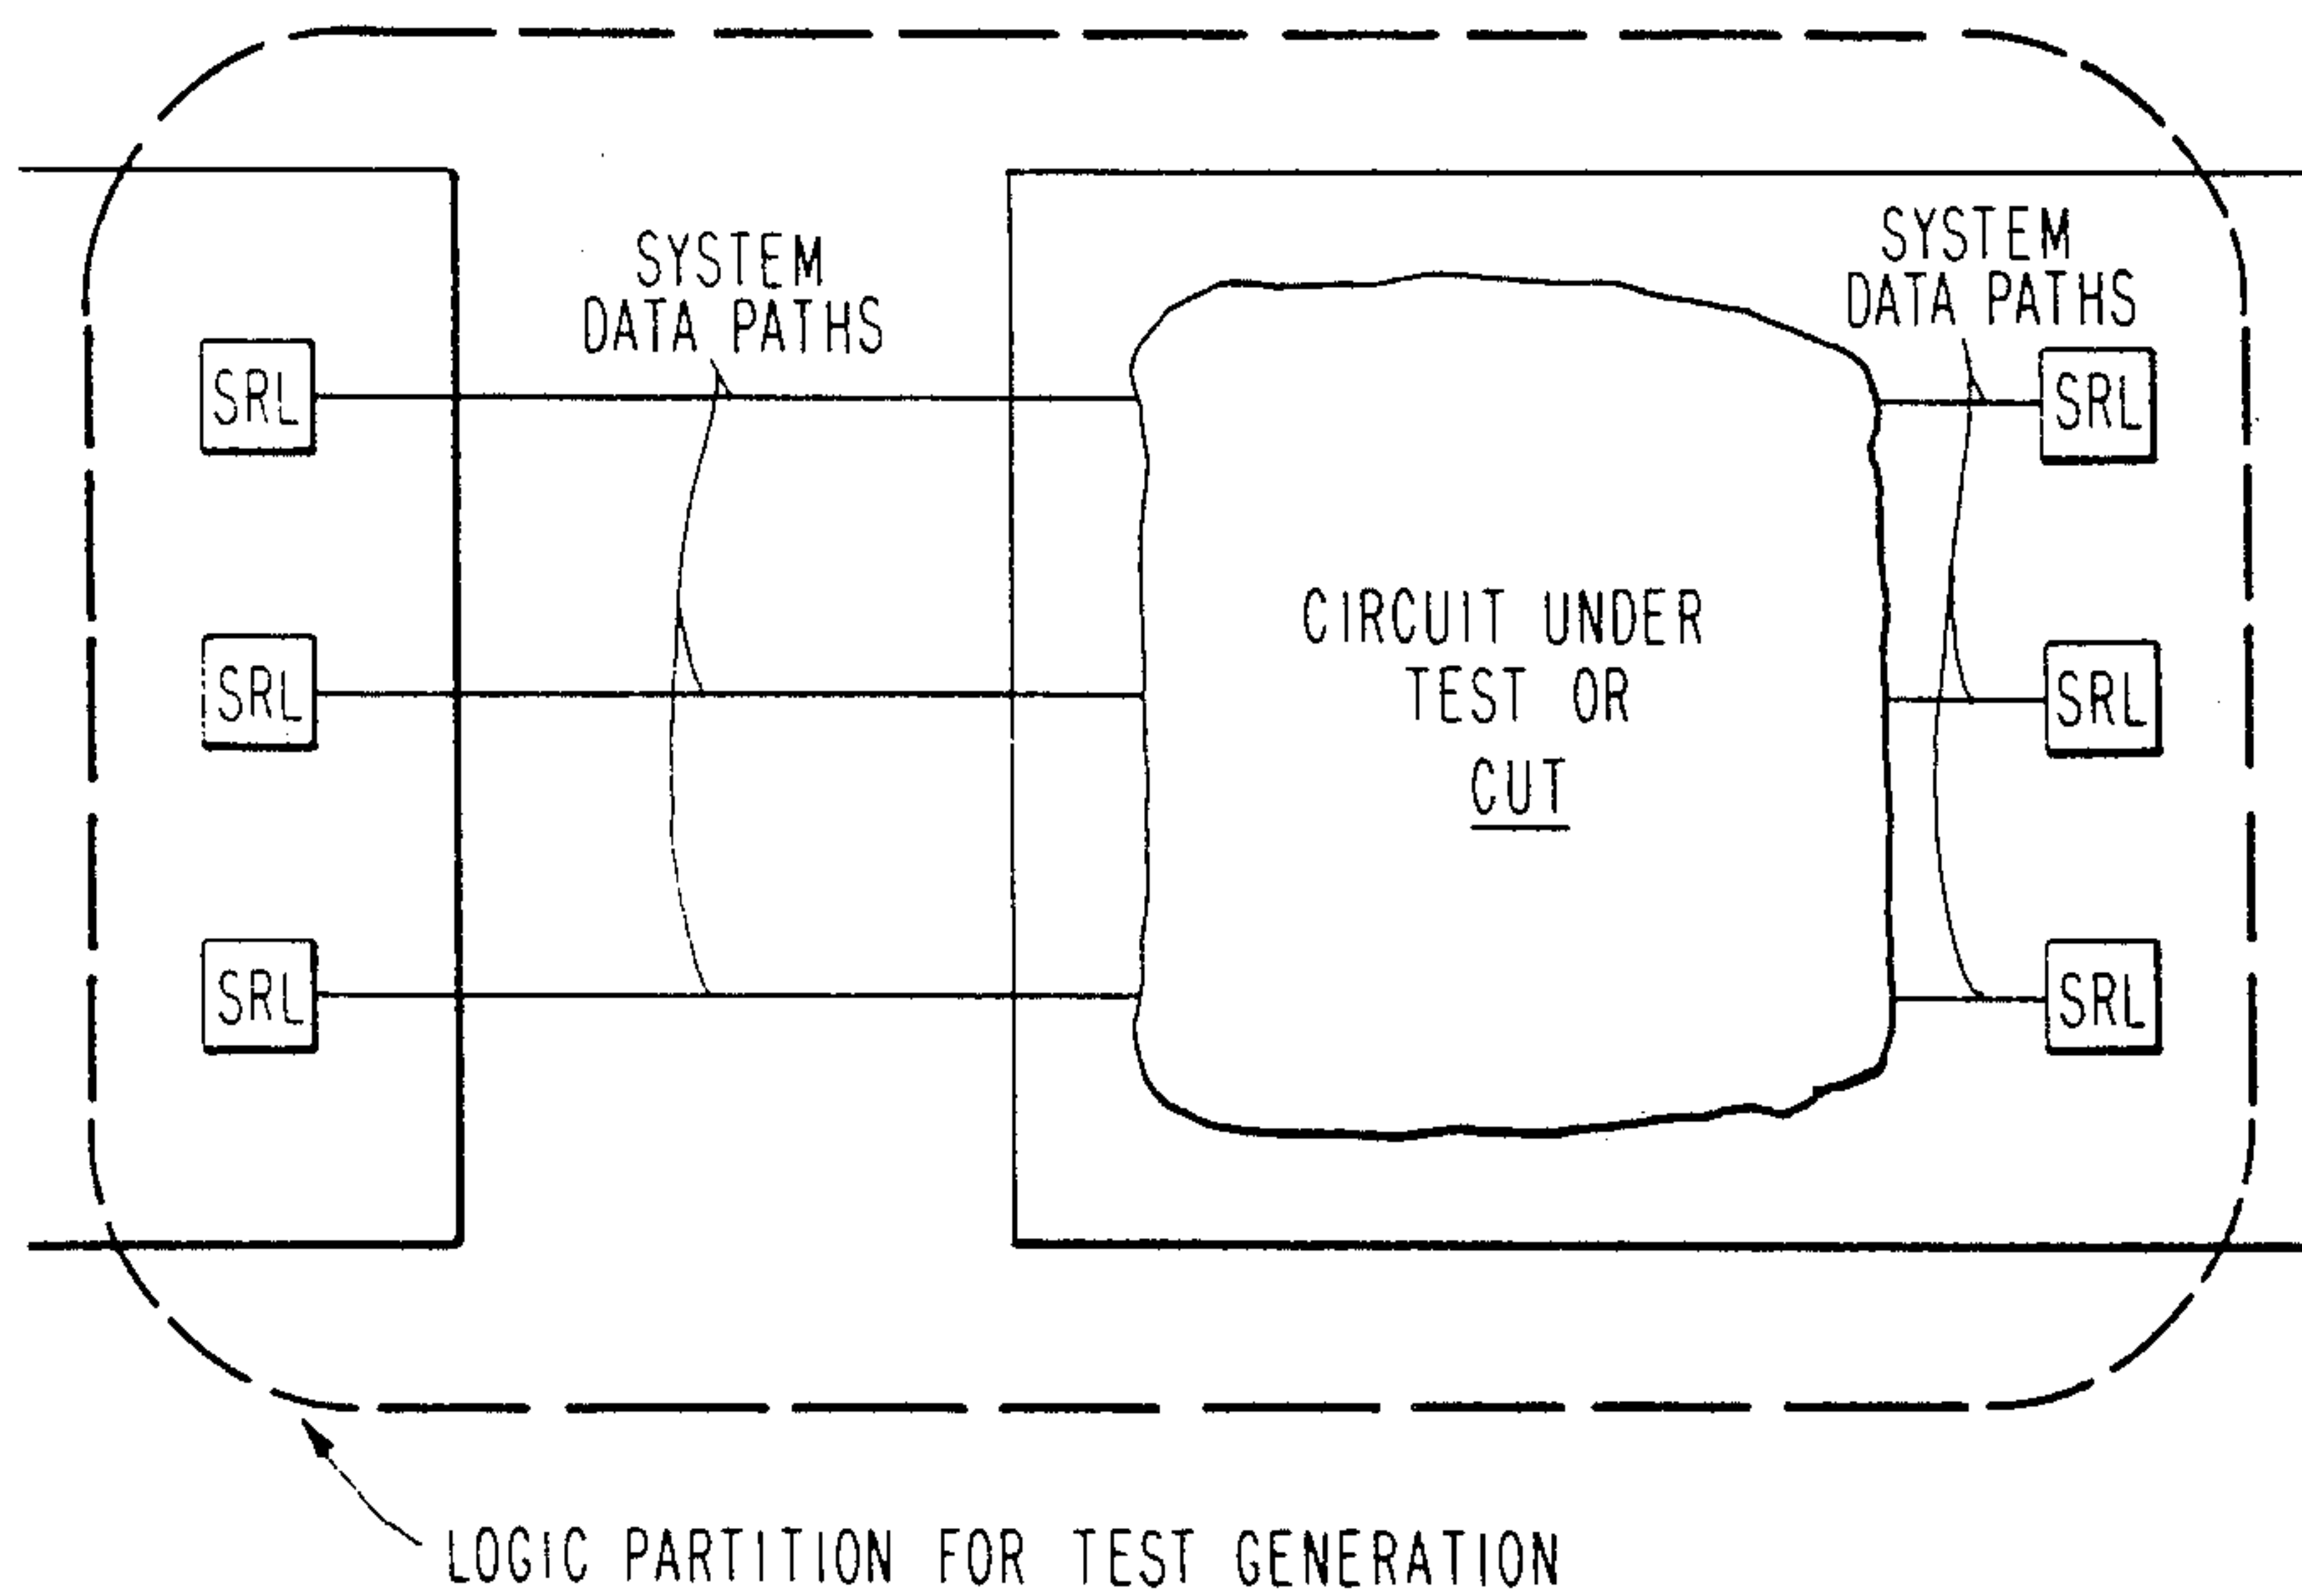 SYSTEM
DATA PATHS
SYSTEM
DATA PATHS
SRL
SRL
SRL
SRL
SRL
SRL
CIRCUIT UNDER
TEST OR
CUT
LOGIC PARTITION FOR TEST GENERATION